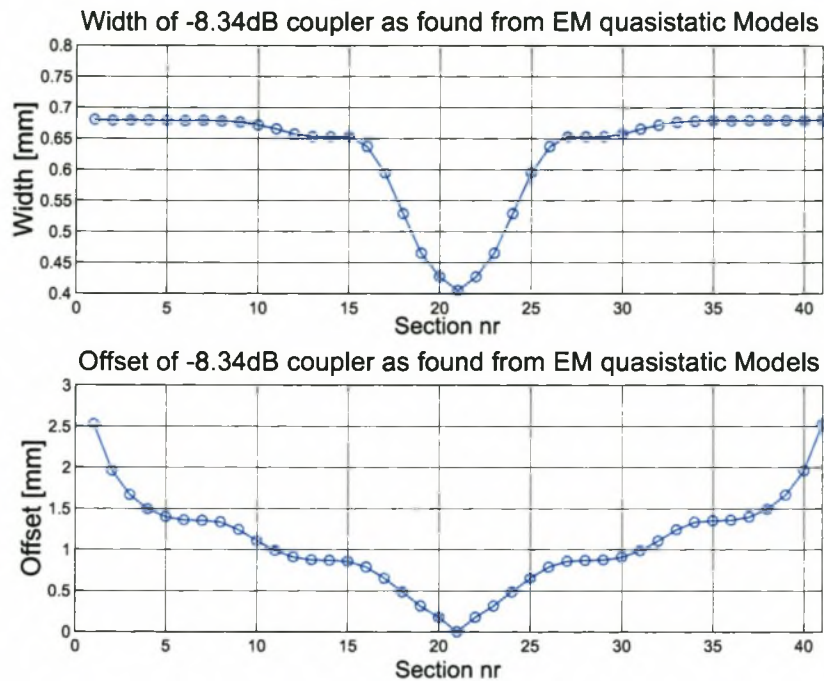 Width of -8.34dB coupler as found from EM quasistatic Models
0.8
0.75
0.7
0.65
0.6
0.55
0.5
0.45
0.4
Width [mm]
0 5 10 15 20 25 30 35 40
Section nr
Offset of -8.34dB coupler as found from EM quasistatic Models
3
2.5
2
1.5
1
0.5
0
Offset [mm]
0 5 10 15 20 25 30 35 40
Section nr